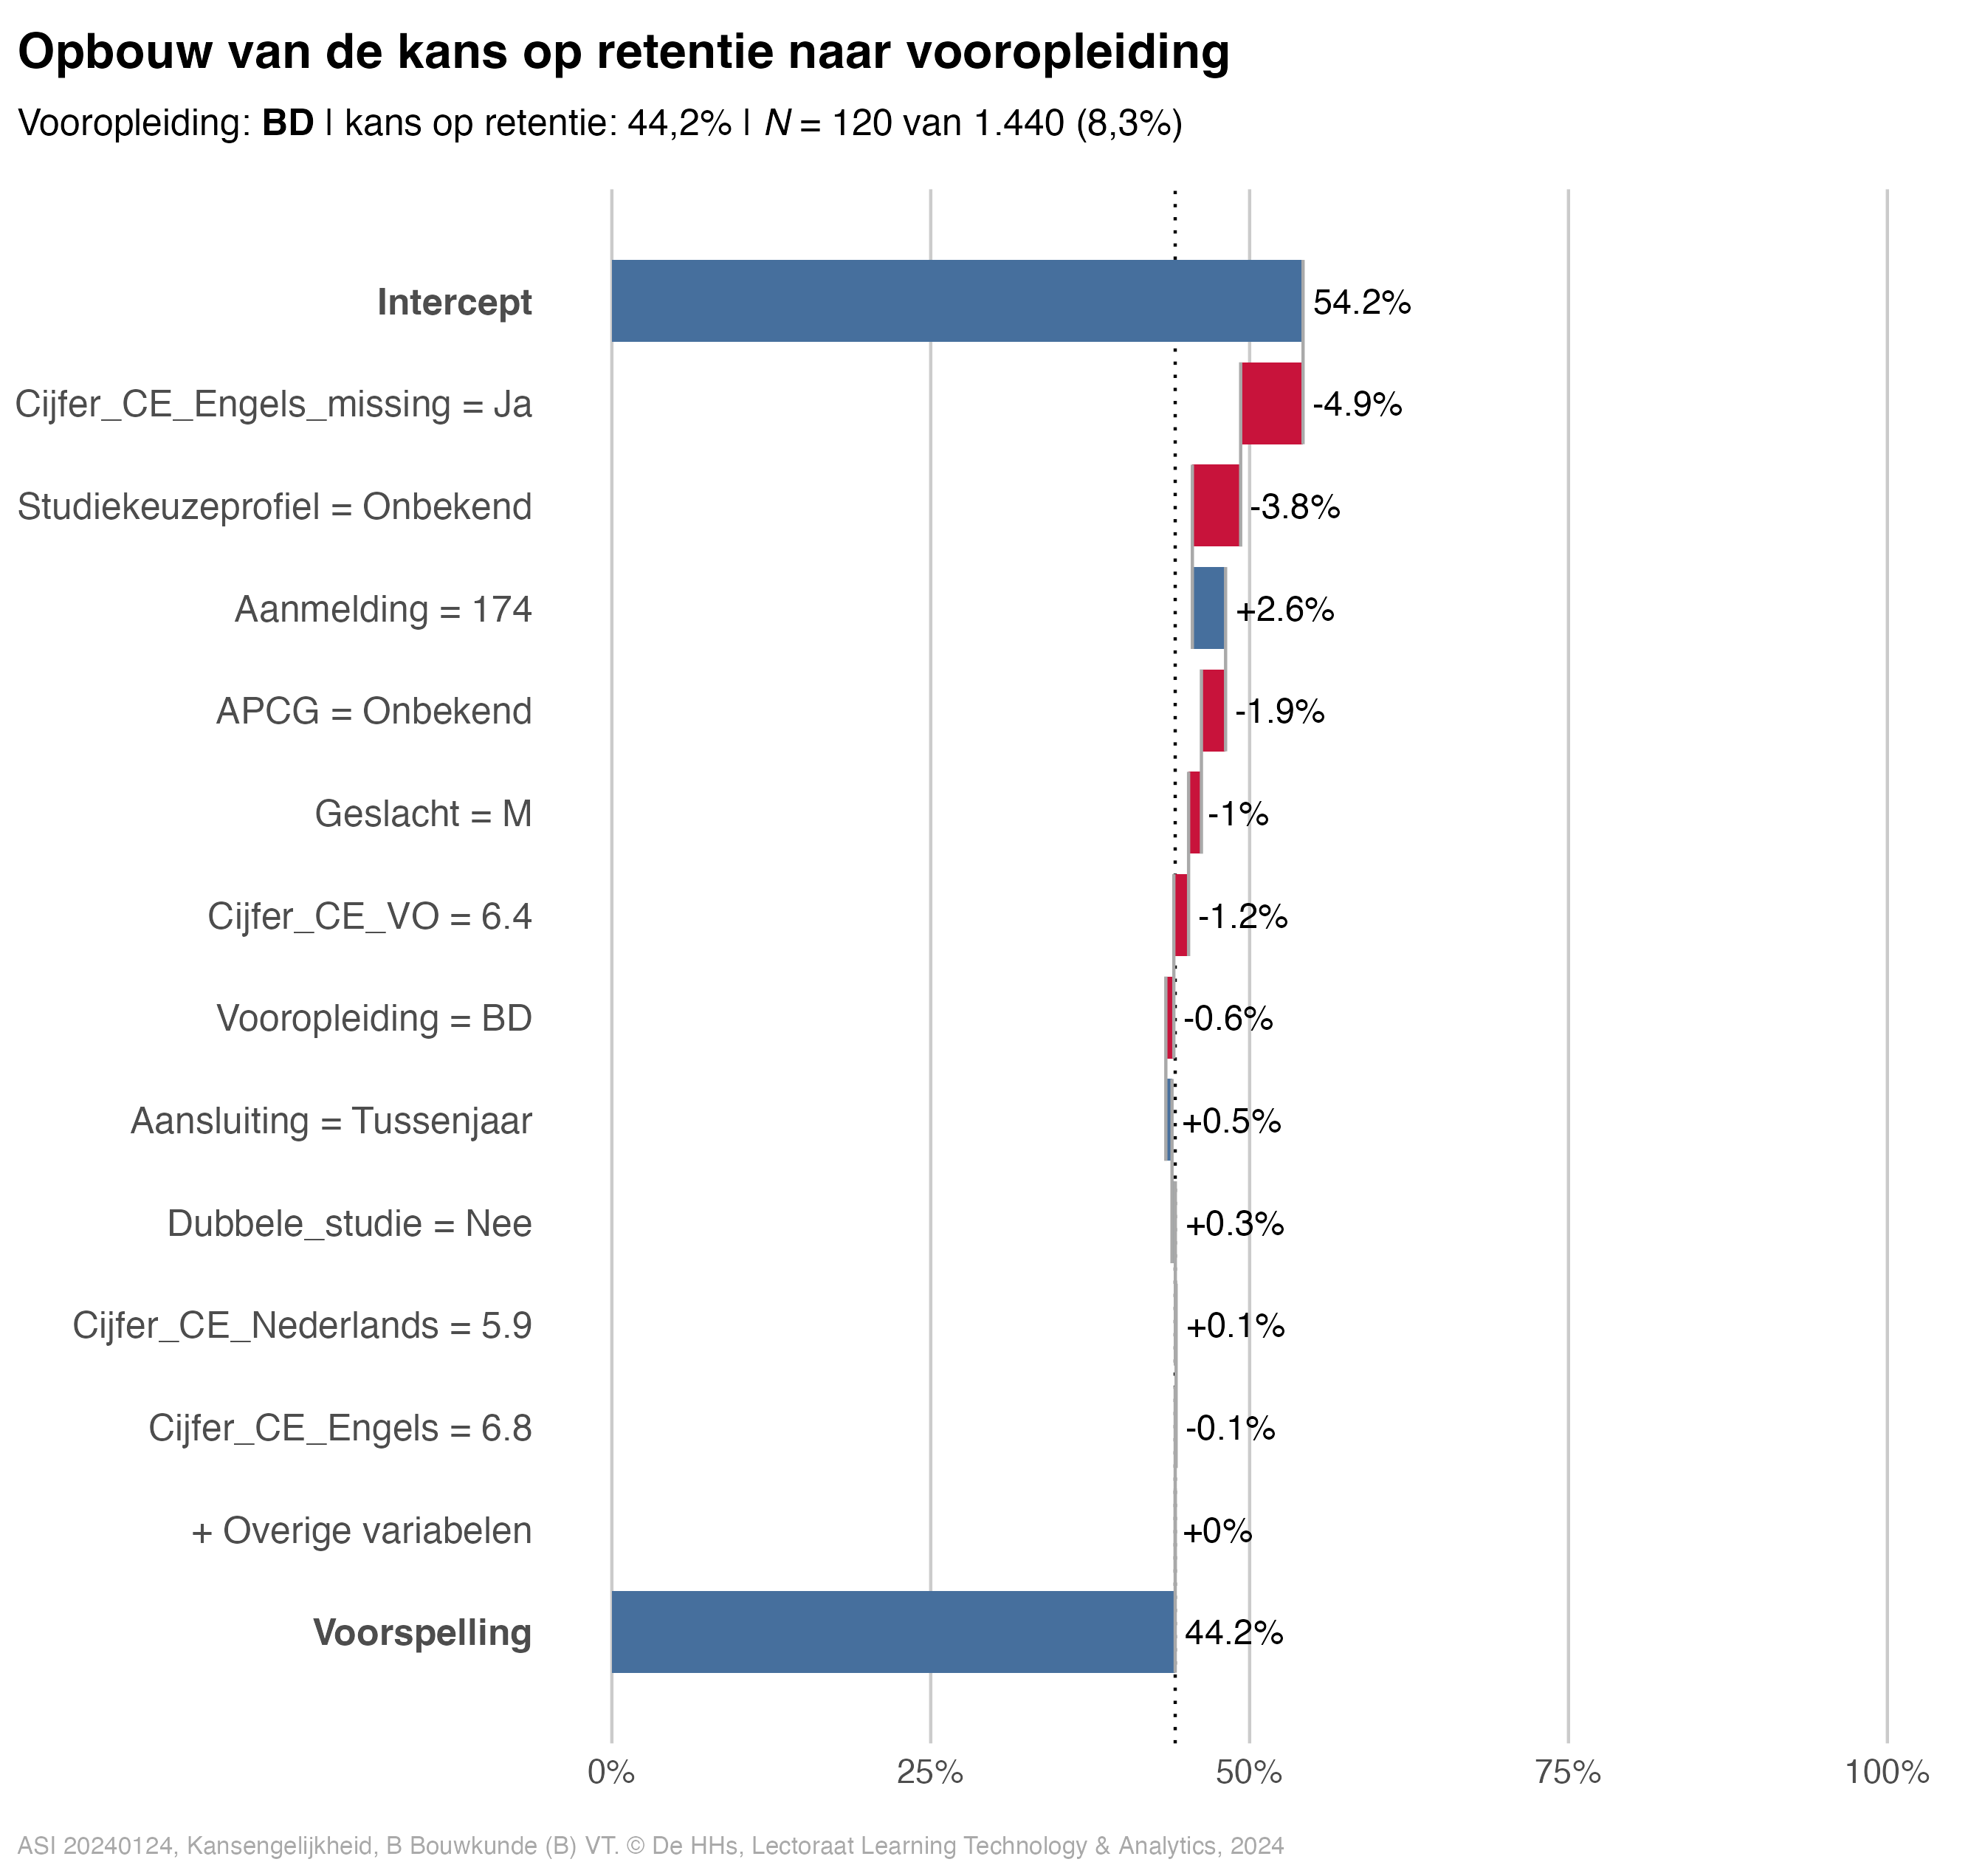 Opbouw van de kans op retentie naar vooropleiding
Vooropleiding: BD | kans op retentie: 44,2% | N = 120 van 1.440 (8,3%)
Intercept 54.2%
Cijfer_CE_Engels_missing = Ja -4.9%
Studiekeuzeprofiel = Onbekend -3.8%
Aanmelding = 174 +2.6%
APCG = Onbekend -1.9%
Geslacht = M -1%
Cijfer_CE_VO = 6.4 -1.2%
Vooropleiding = BD -0.6%
Aansluiting = Tussenjaar +0.5%
Dubbele_studie = Nee +0.3%
Cijfer_CE_Nederlands = 5.9 +0.1%
Cijfer_CE_Engels = 6.8 -0.1%
+ Overige variabelen +0%
Voorspelling 44.2%
0% 25% 50% 75% 100%
ASI 20240124, Kansengelijkheid, B Bouwkunde (B) VT. © De HHs, Lectoraat Learning Technology & Analytics, 2024